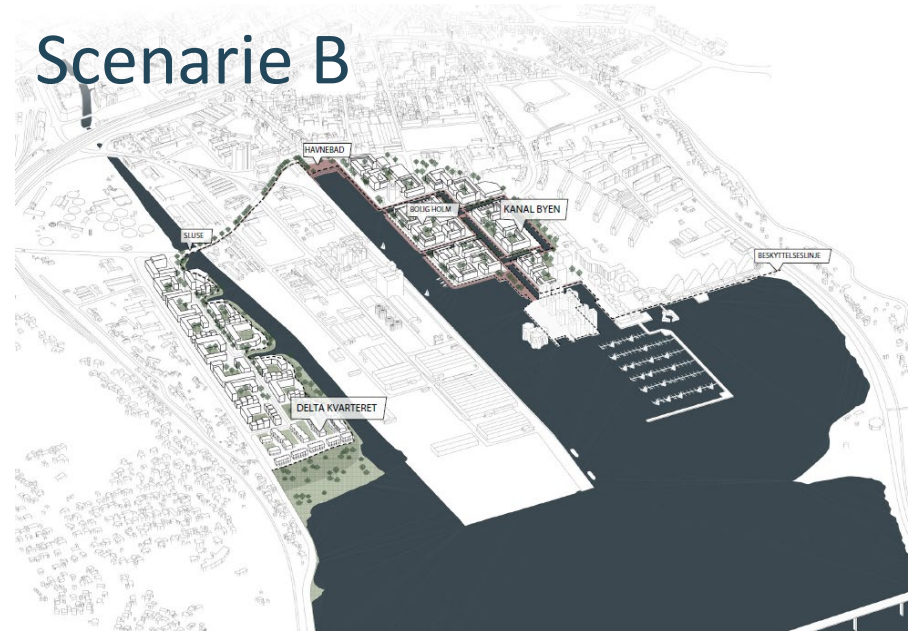 Scenarie B
HAVNEBAD
BOLIG HOLM
KANAL BYEN
SLUSE
BESKYTTELSESLINJE
DELTA KVARTERET